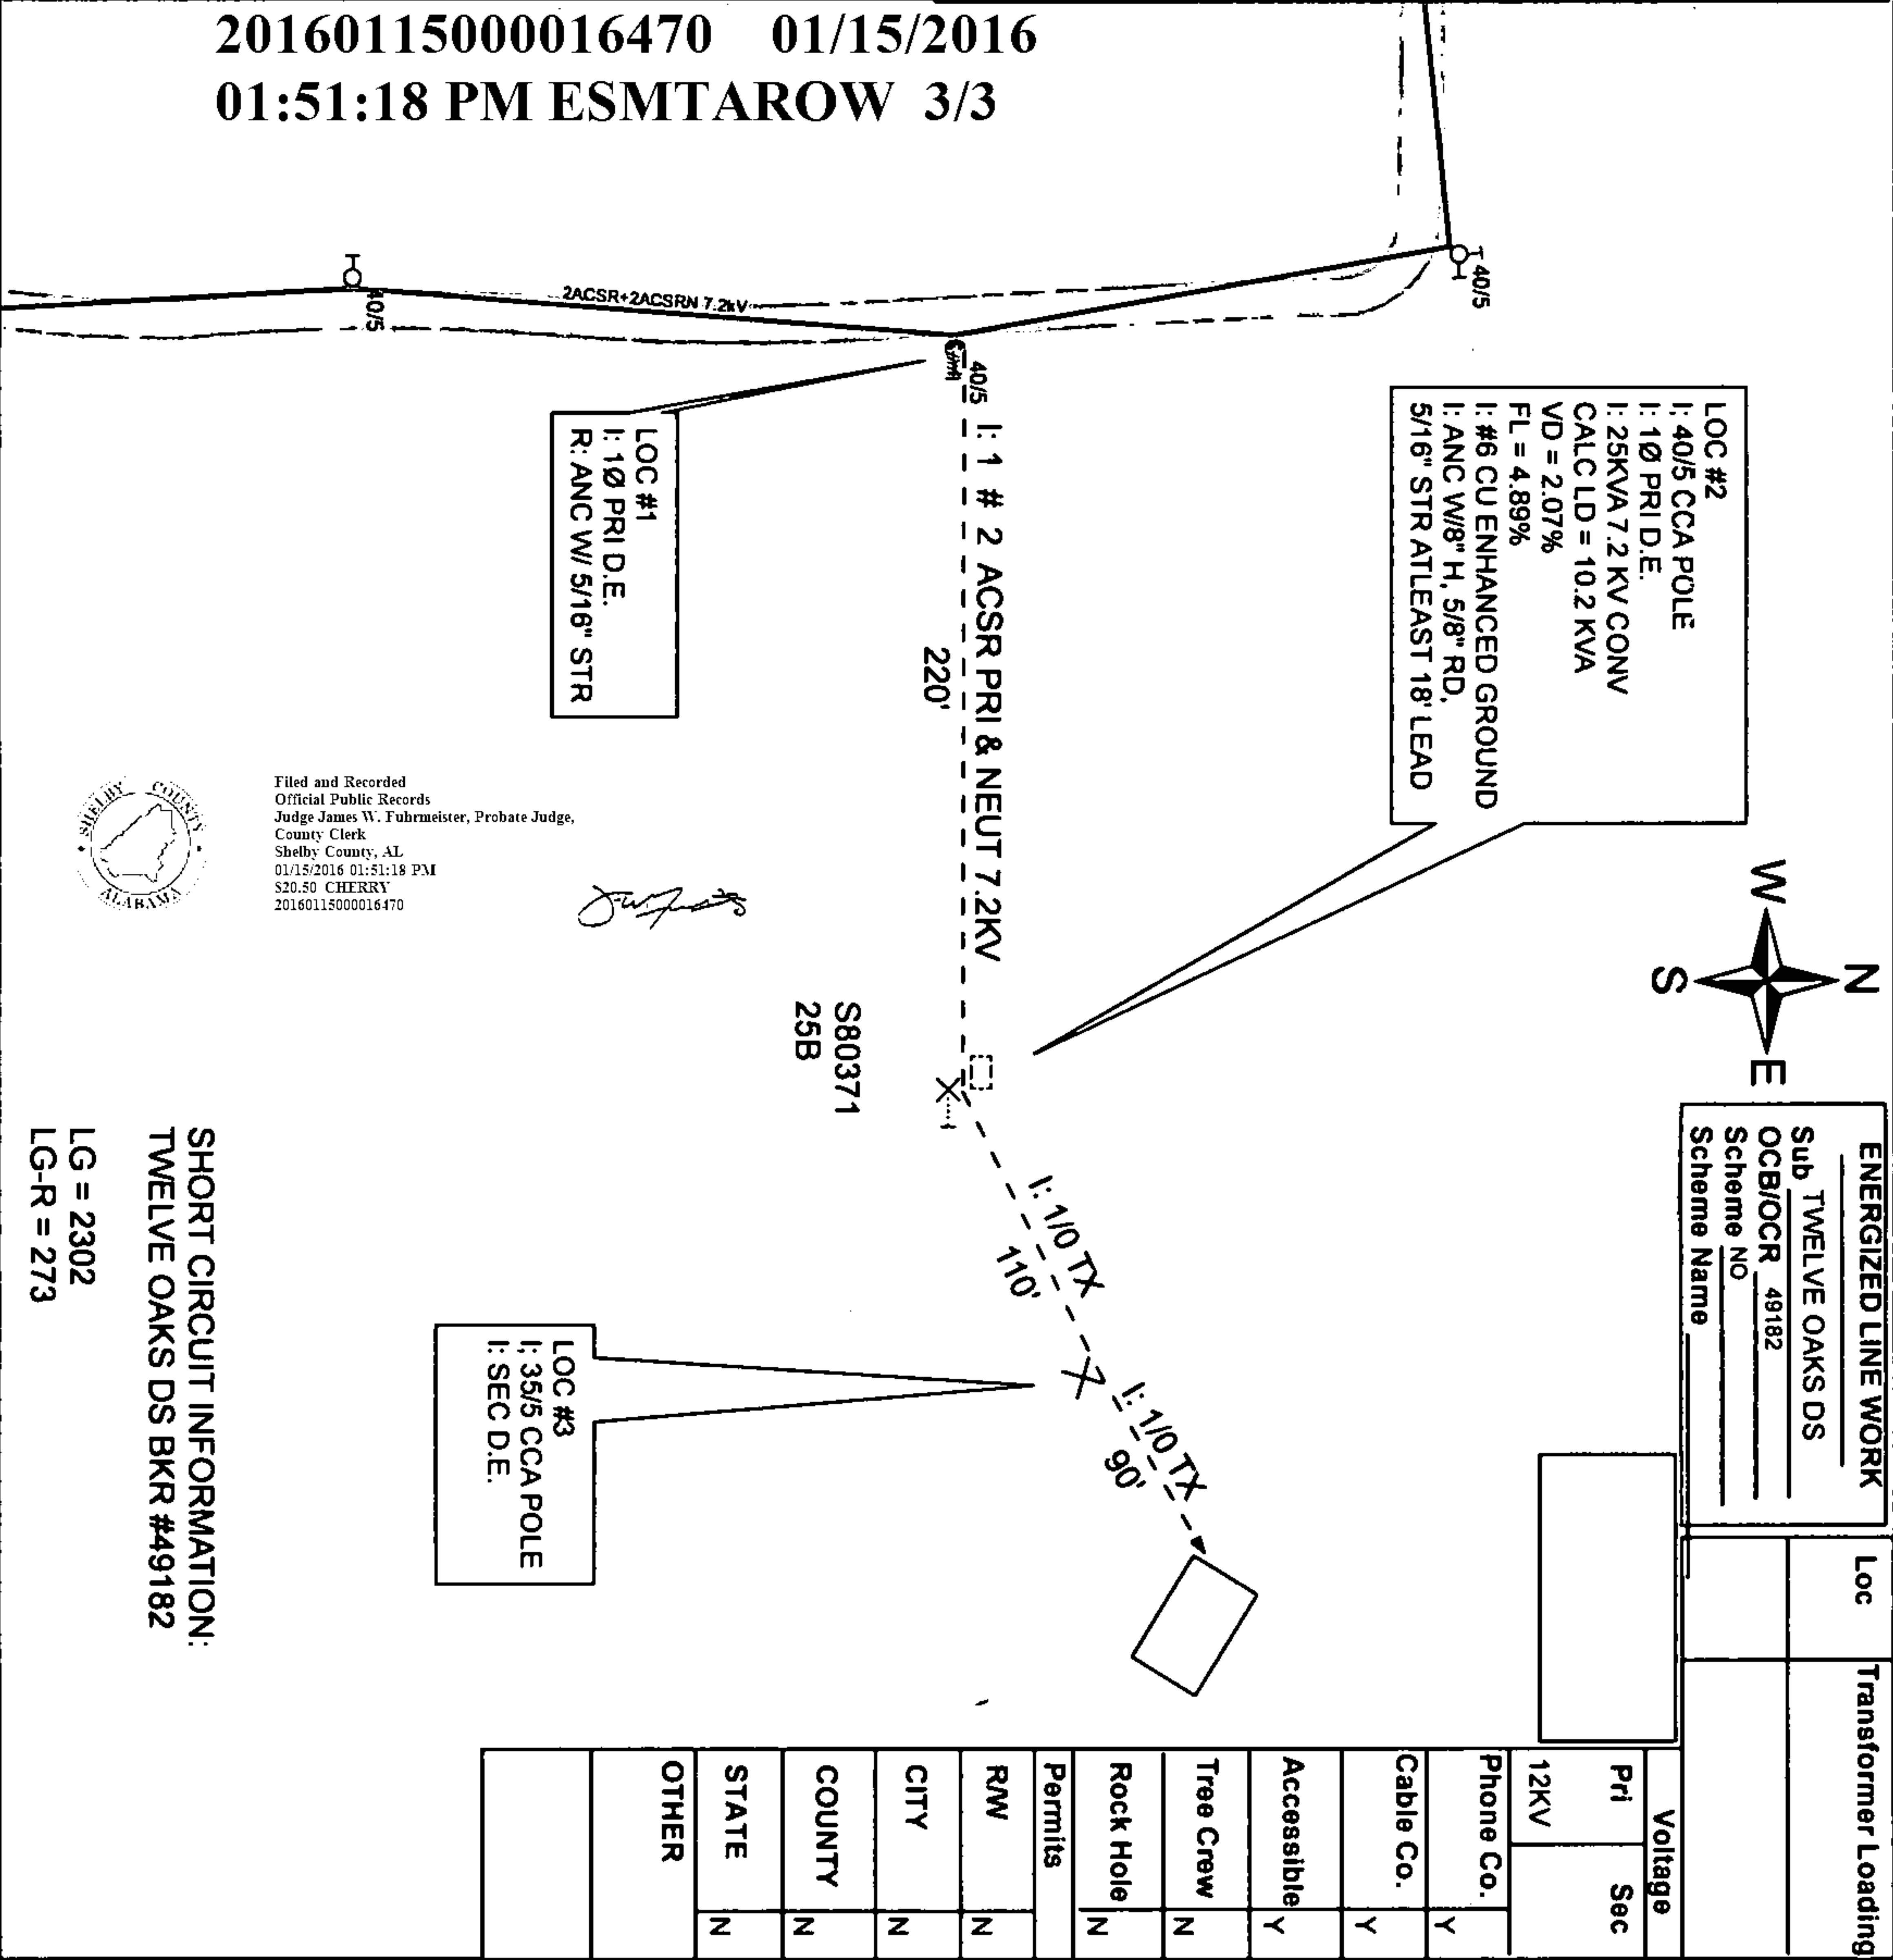 20160115000016470 01/15/2016
01:51:18 PM ESMTAROW 3/3
40/5
2ACSR+2ACSRN 7.2kV
40/5
40/5
LOC #2
I: 40/5 CCA POLE
I: 1Ø PRI D.E.
I: 25KVA 7.2 KV CONV
CALC LD = 10.2 KVA
VD = 2.07%
FL = 4.89%
I: #6 CU ENHANCED GROUND
I: ANC W/8" H, 5/8" RD,
5/16" STR ATLEAST 18' LEAD
N
W E
S
ENERGIZED LINE WORK
Sub TWELVE OAKS DS
OCB/OCR 49182
Scheme NO
Scheme Name
Loc Transformer Loading
Voltage
Pri Sec
12KV
Phone Co. Y
Cable Co. Y
Accessible Y
Tree Crew N
Rock Hole N
Permits
R/W N
CITY N
COUNTY N
STATE N
OTHER
I: 1 # 2 ACSR PRI & NEUT 7.2KV
220'
LOC #1
I: 1Ø PRI D.E.
R: ANC W/ 5/16" STR
S80371
25B
I: 1/0 TX
110'
I: 1/0 TX
90'
LOC #3
I: 35/5 CCA POLE
I: SEC D.E.
SHORT CIRCUIT INFORMATION:
TWELVE OAKS DS BKR #49182
LG = 2302
LG-R = 273
SHELBY COUNTY
ALABAMA
Filed and Recorded
Official Public Records
Judge James W. Fuhrmeister, Probate Judge,
County Clerk
Shelby County, AL
01/15/2016 01:51:18 PM
S20.50 CHERRY
20160115000016470